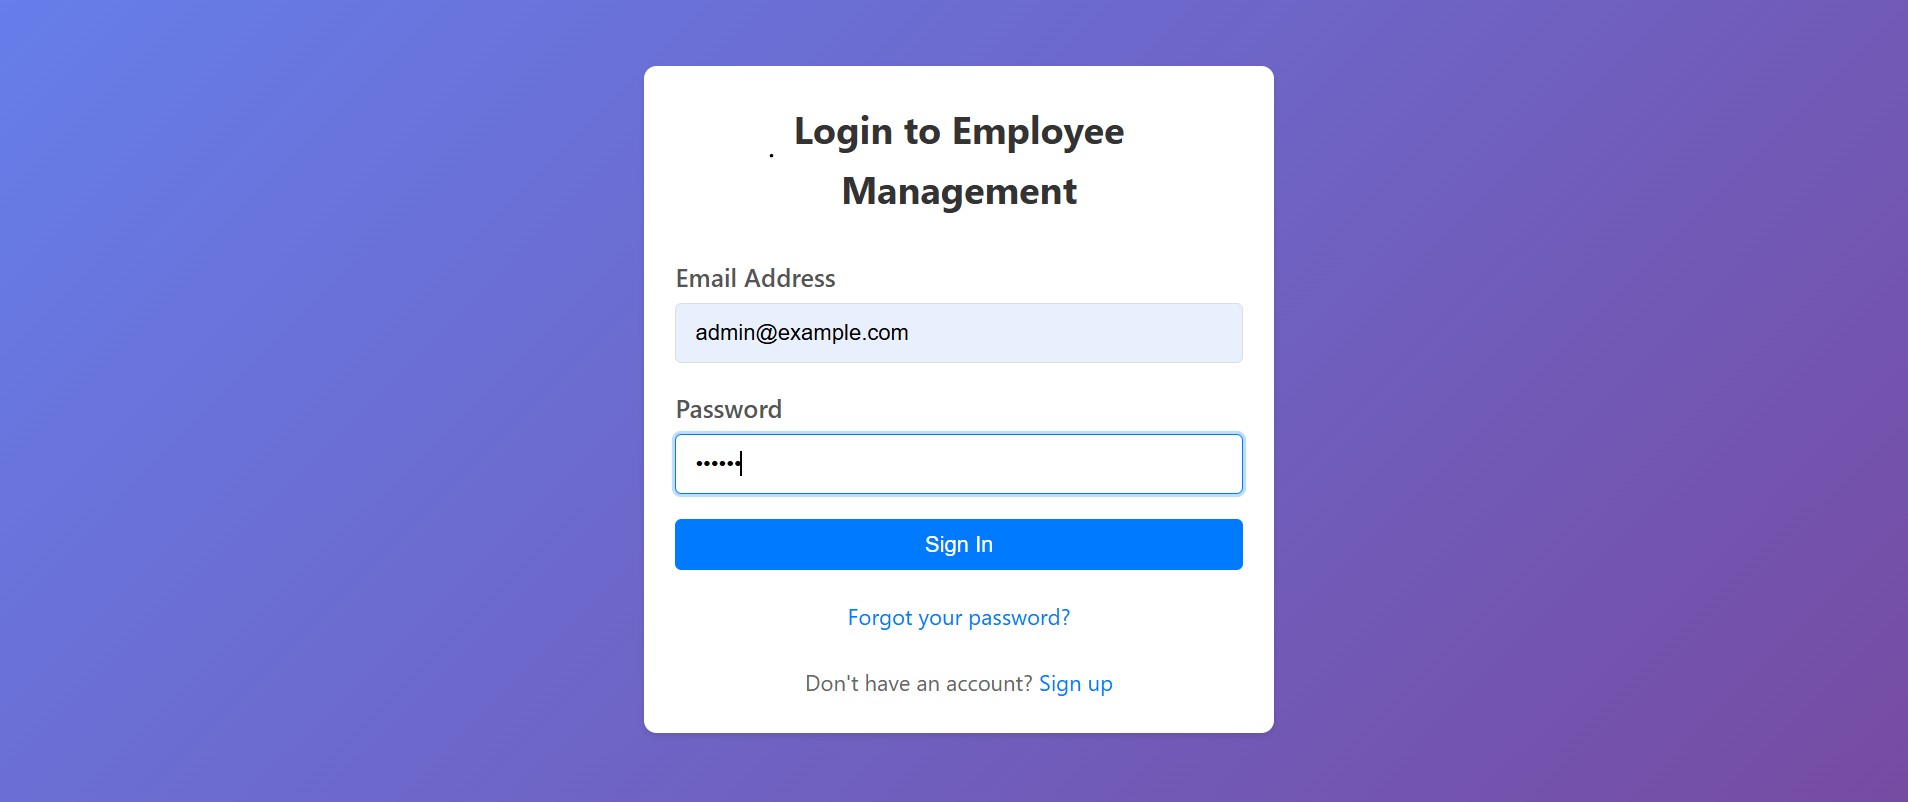 Login to Employee
Management
Email Address
admin@example.com
Password
••••••
Sign In
Forgot your password?
Don't have an account? Sign up